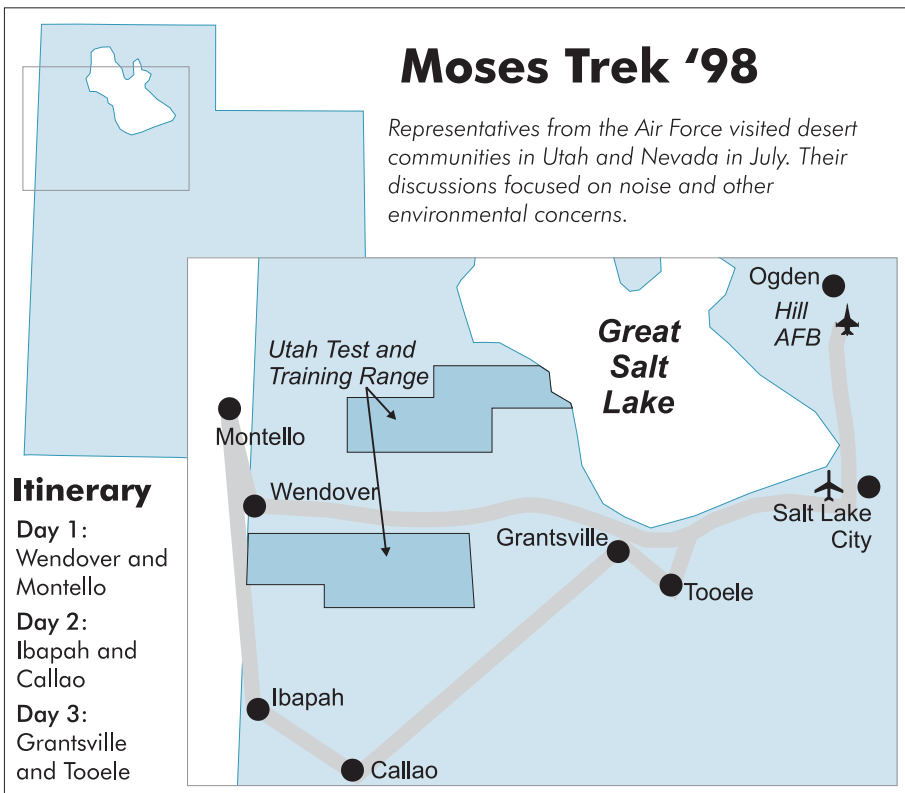 Moses Trek ‘98
Representatives from the Air Force visited desert
communities in Utah and Nevada in July. Their
discussions focused on noise and other
environmental concerns.
Ogden
Hill
AFB
Great
Salt
Lake
Utah Test and
Training Range
Montello
Wendover
Grantsville
Salt Lake
City
Tooele
Ibapah
Callao
Itinerary
Day 1:
Wendover and
Montello
Day 2:
Ibapah and
Callao
Day 3:
Grantsville
and Tooele